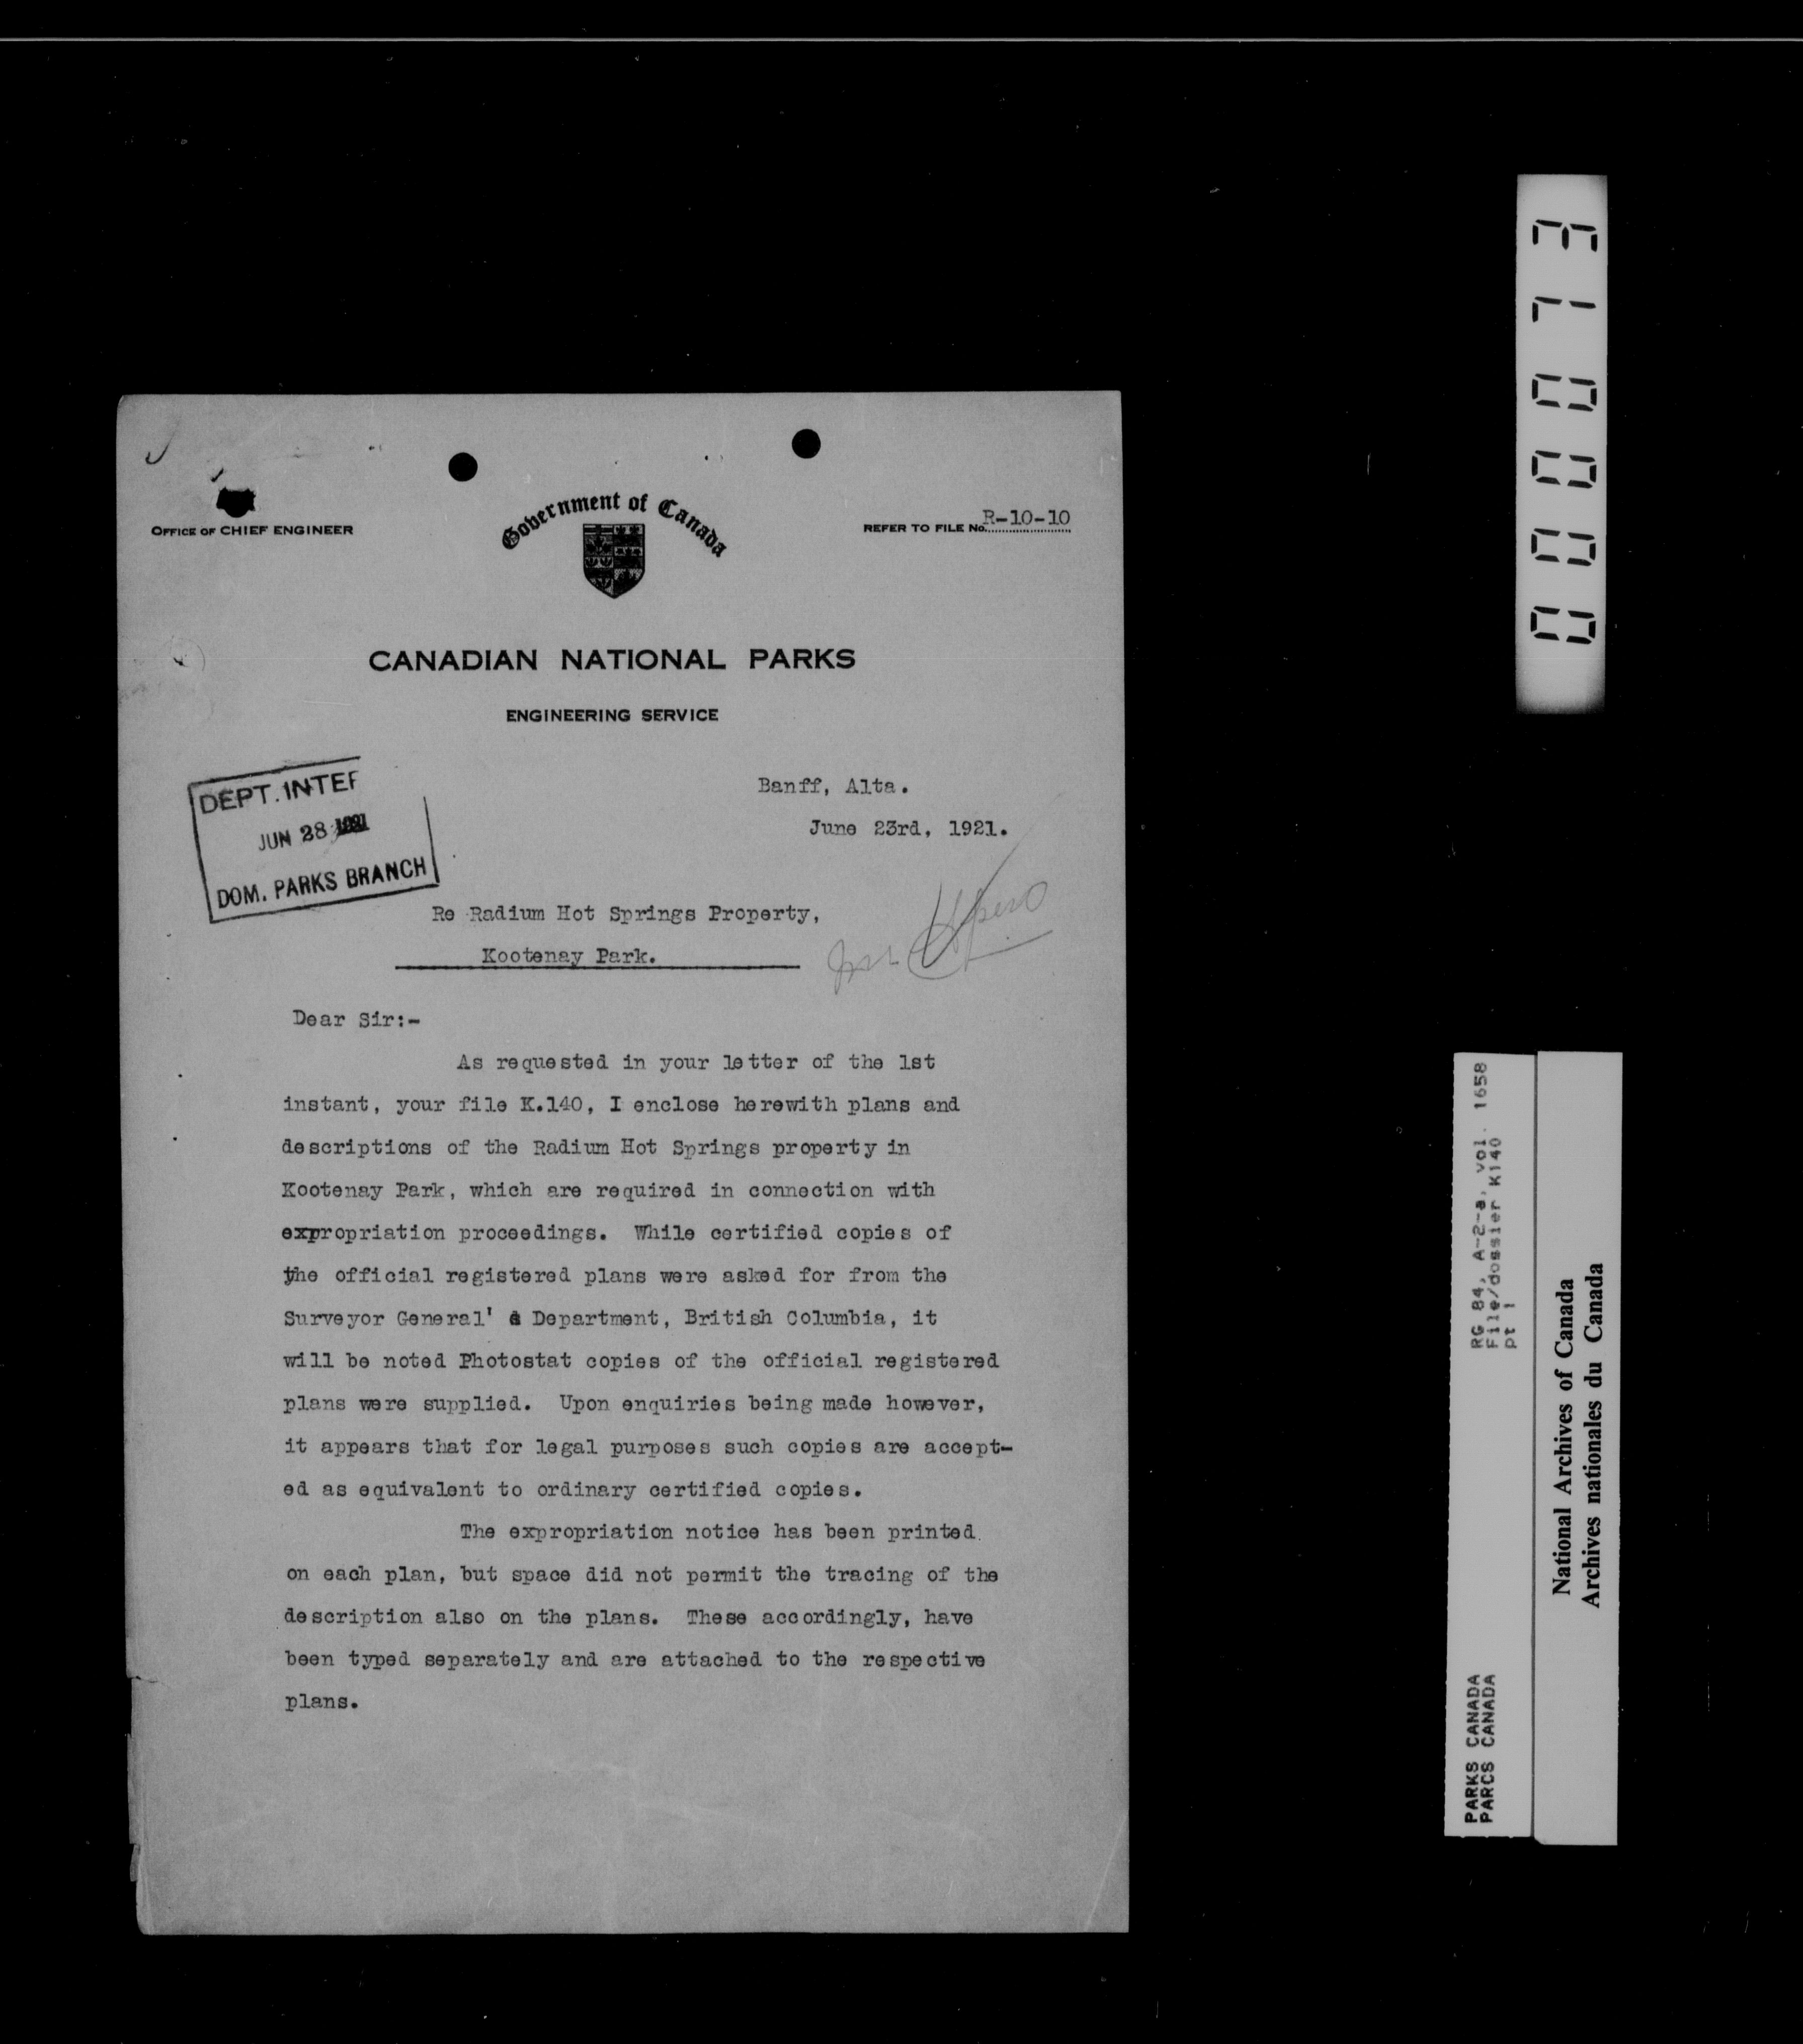 OFFICE OF CHIEF ENGINEER
Government of Canada
REFER TO FILE No. R-10-10
CANADIAN NATIONAL PARKS
ENGINEERING SERVICE
DEPT. INTER
JUN 28 1921
DOM. PARKS BRANCH
Banff, Alta.
June 23rd, 1921.
Re Radium Hot Springs Property,
Kootenay Park.
Dear Sir:-
As requested in your letter of the 1st
instant, your file K.140, I enclose herewith plans and
descriptions of the Radium Hot Springs property in
Kootenay Park, which are required in connection with
expropriation proceedings. While certified copies of
the official registered plans were asked for from the
Surveyor General's Department, British Columbia, it
will be noted Photostat copies of the official registered
plans were supplied. Upon enquiries being made however,
it appears that for legal purposes such copies are accept-
ed as equivalent to ordinary certified copies.
The expropriation notice has been printed
on each plan, but space did not permit the tracing of the
description also on the plans. These accordingly, have
been typed separately and are attached to the respective
plans.
000073
RG 84, A-2-a, vol. 1658
File/dossier K140
pt 1
PARKS CANADA
PARCS CANADA
National Archives of Canada
Archives nationales du Canada